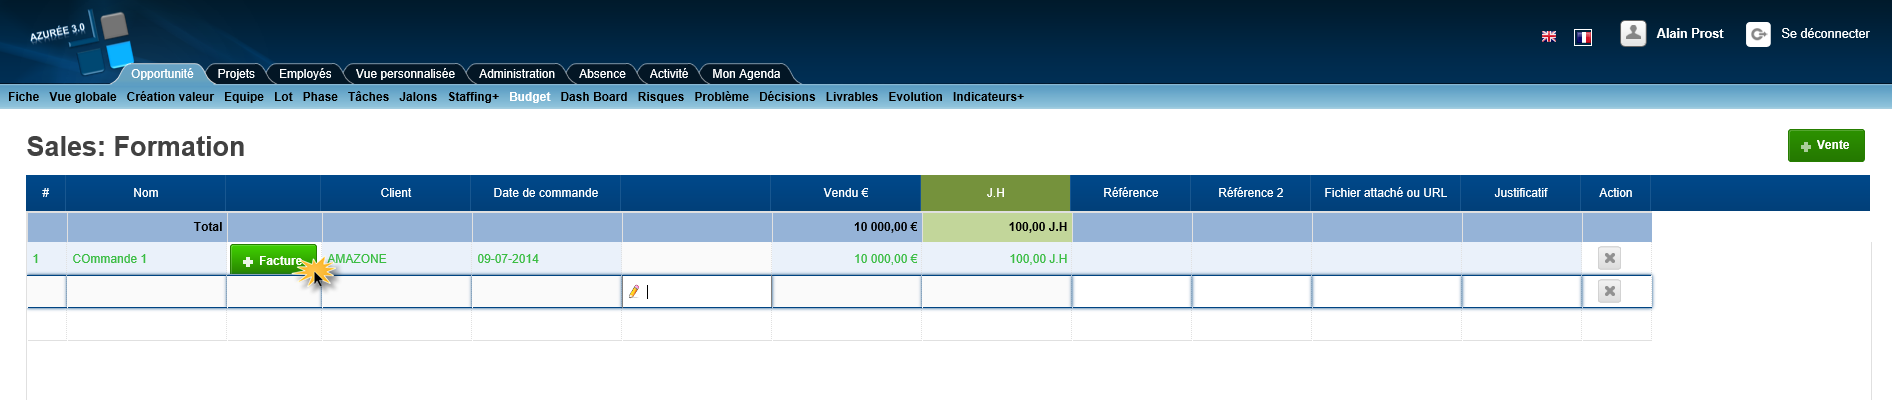 AZURÉE 3.0
Alain Prost Se déconnecter
Opportunité Projets Employés Vue personnalisée Administration Absence Activité Mon Agenda
Fiche Vue globale Création valeur Equipe Lot Phase Tâches Jalons Staffing+ Budget Dash Board Risques Problème Décisions Livrables Evolution Indicateurs+
Sales: Formation
Vente
# Nom Client Date de commande Vendu € J.H Référence Référence 2 Fichier attaché ou URL Justificatif Action
Total 10 000,00 € 100,00 J.H
1 COmmande 1 Facture AMAZONE 09-07-2014 10 000,00 € 100,00 J.H